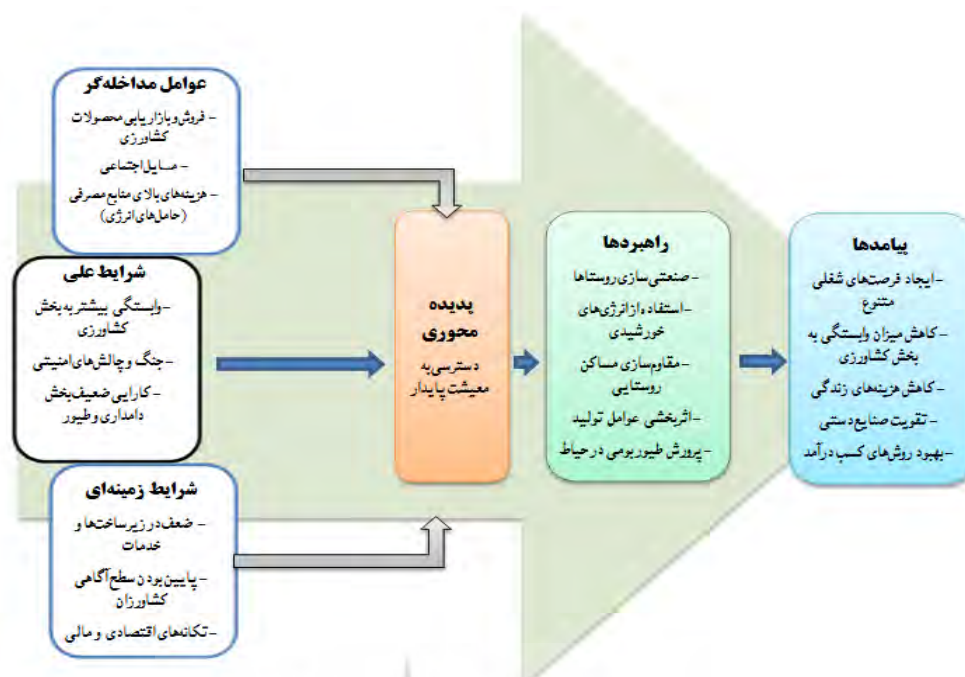 عوامل مداخله‌گر
- فروش و بازاریابی محصولات
کشاورزی
- مسایل اجتماعی
- هزینه‌های بالای منابع مصرفی
(حامل‌های انرژی)
شرایط علی
- وابستگی بیشتر به بخش
کشاورزی
- جنگ و چالش‌های امنیتی
- کارایی ضعیف بخش
دامداری و طیور
شرایط زمینه‌ای
- ضعف در زیرساخت‌ها و
خدمات
- پایین بودن سطح آگاهی
کشاورزان
- تکانه‌های اقتصادی و مالی
پدیده
محوری
دسترسی به
معیشت پایدار
راهبردها
- صنعتی‌سازی روستاها
- استفاده از انرژی‌های
خورشیدی
- مقاوم‌سازی مساکن
روستایی
- اثربخشی عوامل تولید
- پرورش طیور بومی در حیاط
پیامدها
- ایجاد فرصت‌های شغلی
متنوع
- کاهش میزان وابستگی به
بخش کشاورزی
- کاهش هزینه‌های زندگی
- تقویت صنایع دستی
- بهبود روش‌های کسب درآمد